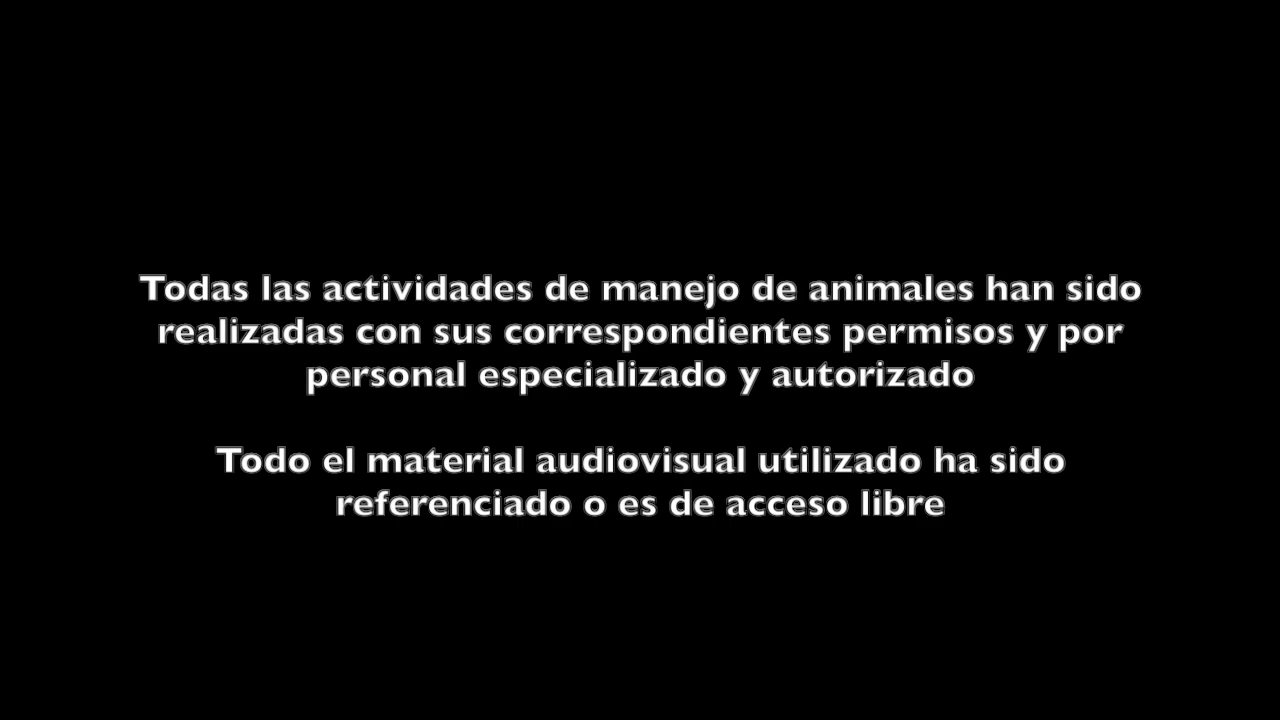 Todas las actividades de manejo de animales han sido
realizadas con sus correspondientes permisos y por
personal especializado y autorizado
Todo el material audiovisual utilizado ha sido
referenciado o es de acceso libre